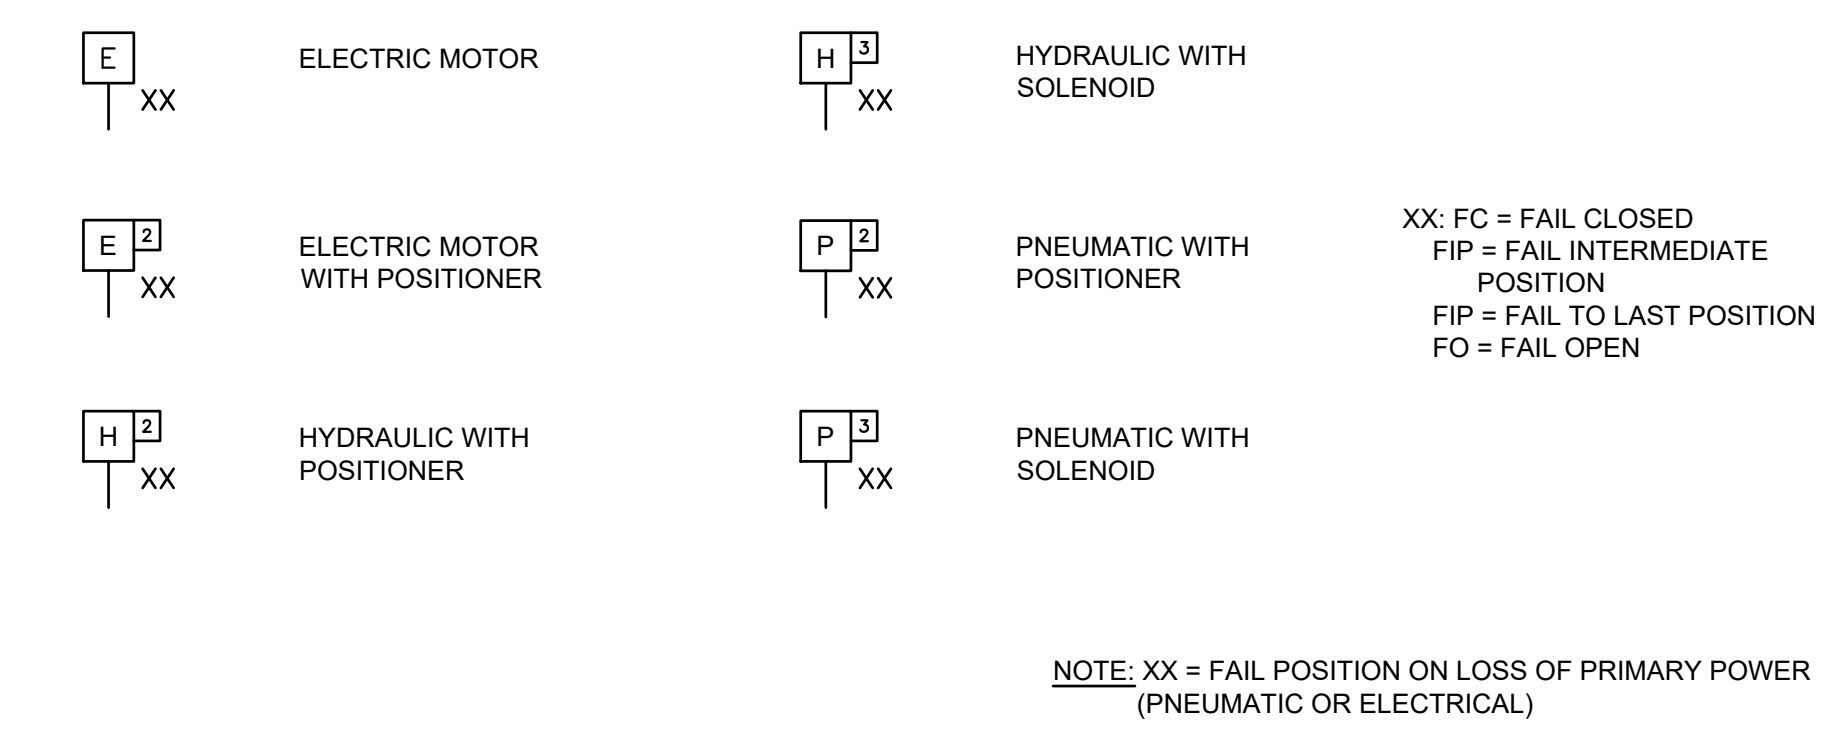 E
XX
ELECTRIC MOTOR
H 3
XX
HYDRAULIC WITH
SOLENOID
E 2
XX
ELECTRIC MOTOR
WITH POSITIONER
P 2
XX
PNEUMATIC WITH
POSITIONER
XX: FC = FAIL CLOSED
FIP = FAIL INTERMEDIATE
POSITION
FIP = FAIL TO LAST POSITION
FO = FAIL OPEN
H 2
XX
HYDRAULIC WITH
POSITIONER
P 3
XX
PNEUMATIC WITH
SOLENOID
NOTE: XX = FAIL POSITION ON LOSS OF PRIMARY POWER
(PNEUMATIC OR ELECTRICAL)